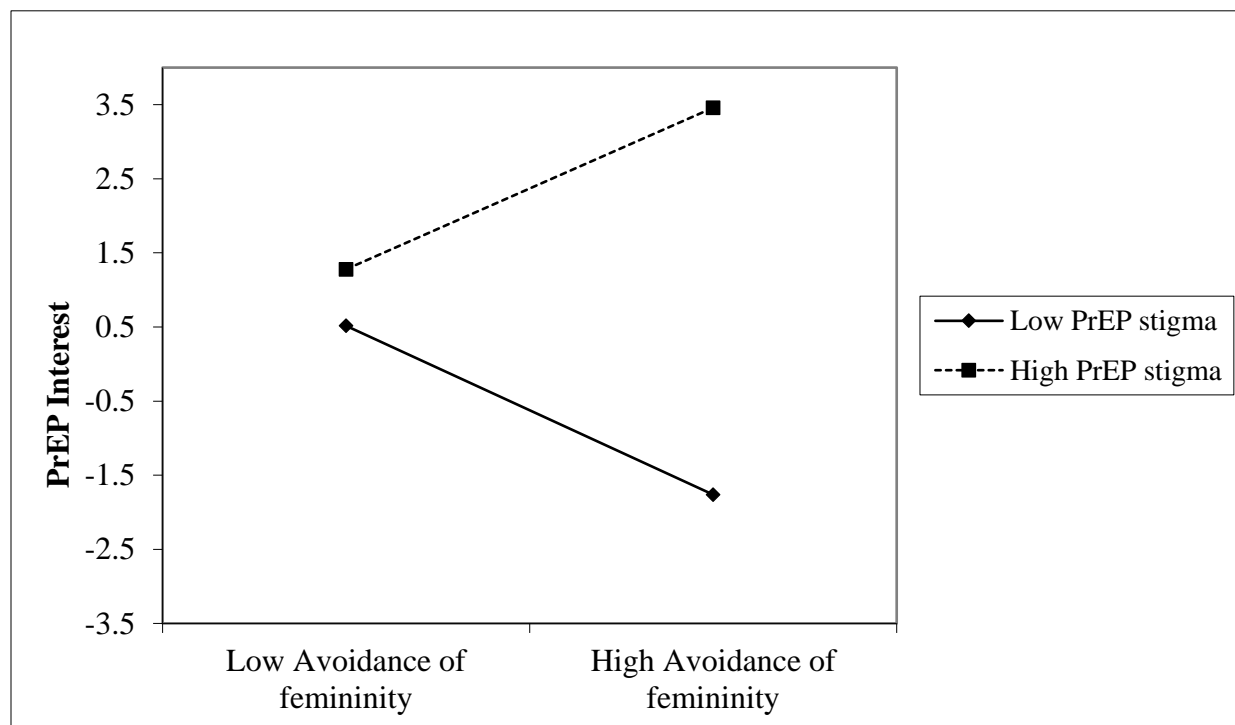 3.5
2.5
1.5
0.5
-0.5
-1.5
-2.5
-3.5
PrEP Interest
Low Avoidance of
femininity
High Avoidance of
femininity
Low PrEP stigma
High PrEP stigma